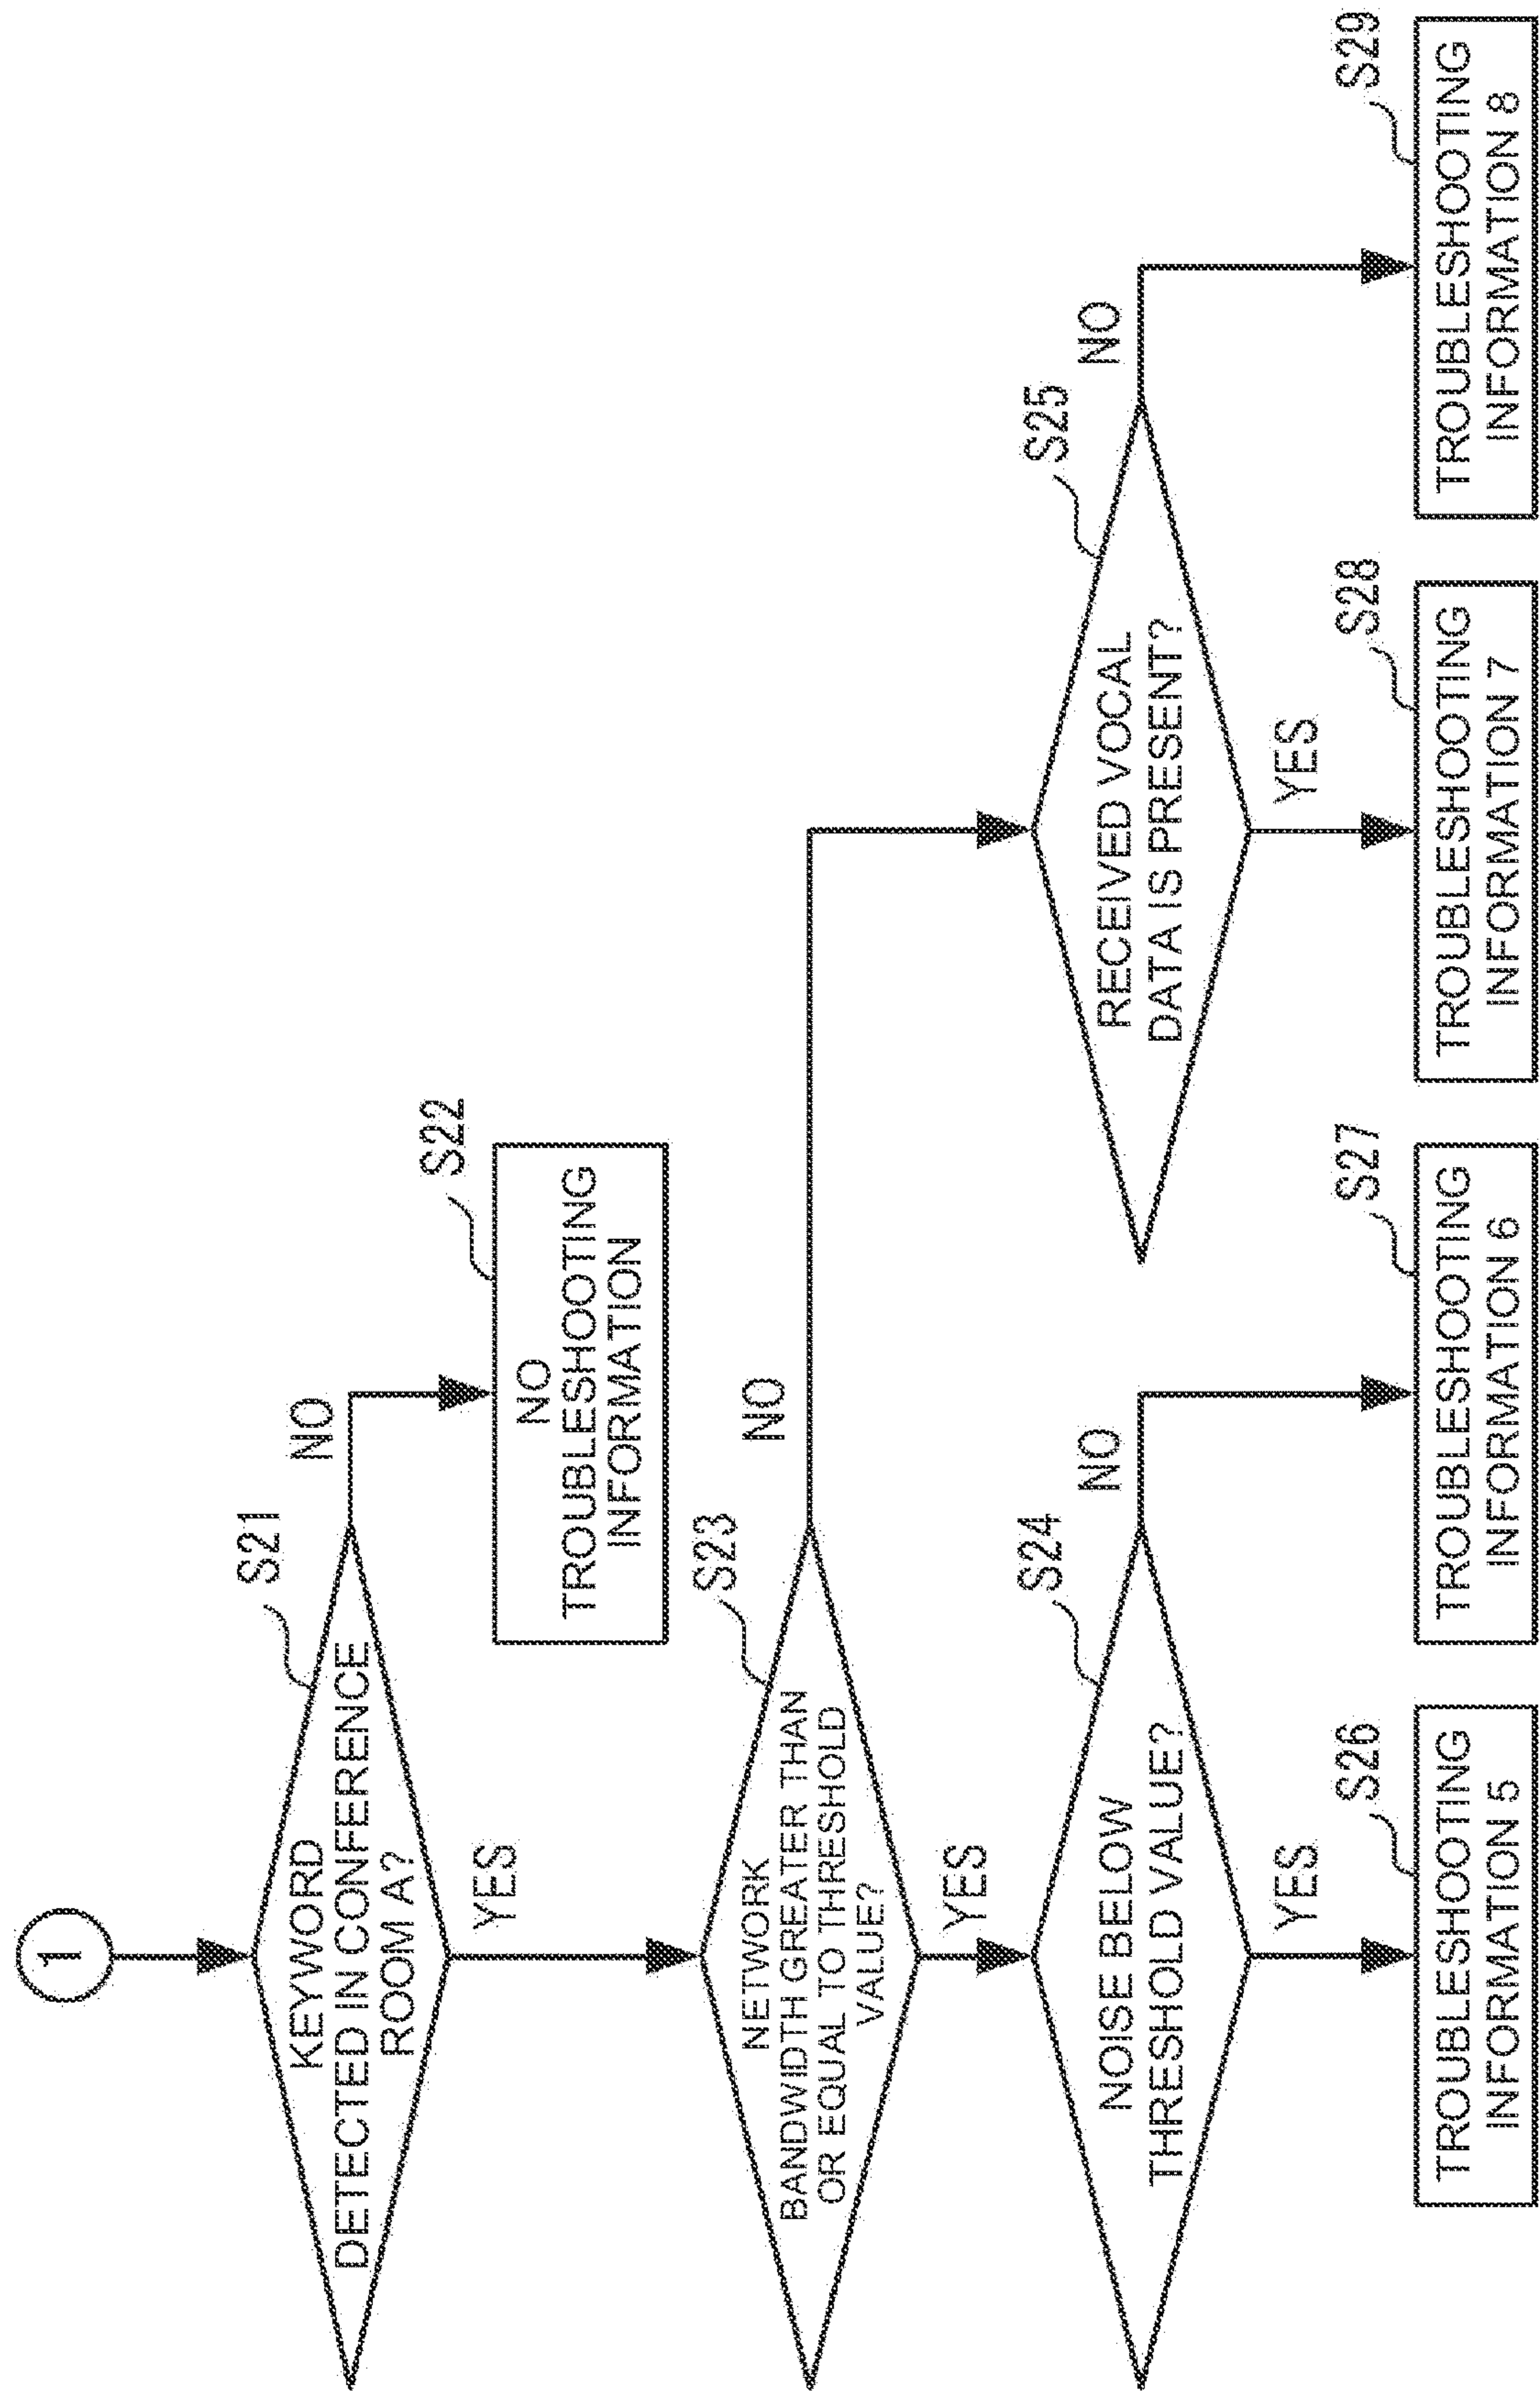 1
S21
KEYWORD
DETECTED IN CONFERENCE
ROOM A?
NO
YES
S22
NO
TROUBLESHOOTING
INFORMATION
S23
NETWORK
BANDWIDTH GREATER THAN
OR EQUAL TO THRESHOLD
VALUE?
NO
YES
S24
NOISE BELOW
THRESHOLD VALUE?
NO
YES
S25
RECEIVED VOCAL
DATA IS PRESENT?
NO
YES
S26
TROUBLESHOOTING
INFORMATION 5
S27
TROUBLESHOOTING
INFORMATION 6
S28
TROUBLESHOOTING
INFORMATION 7
S29
TROUBLESHOOTING
INFORMATION 8